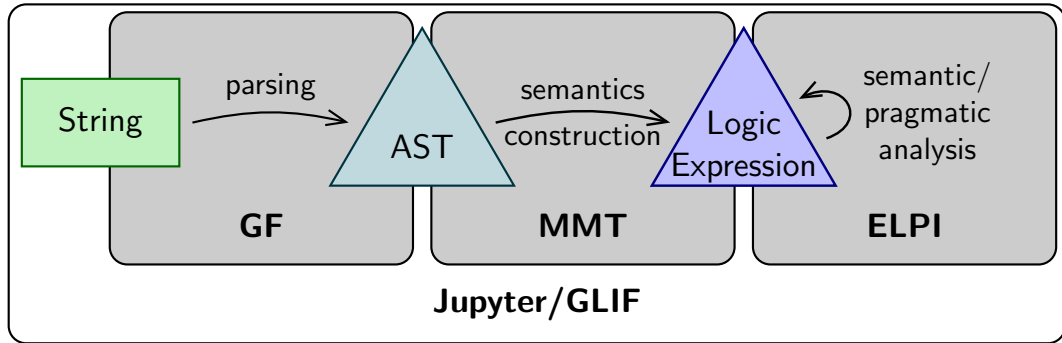 String
parsing
AST
semantics
construction
Logic
Expression
semantic/
pragmatic
analysis
GF
MMT
ELPI
Jupyter/GLIF